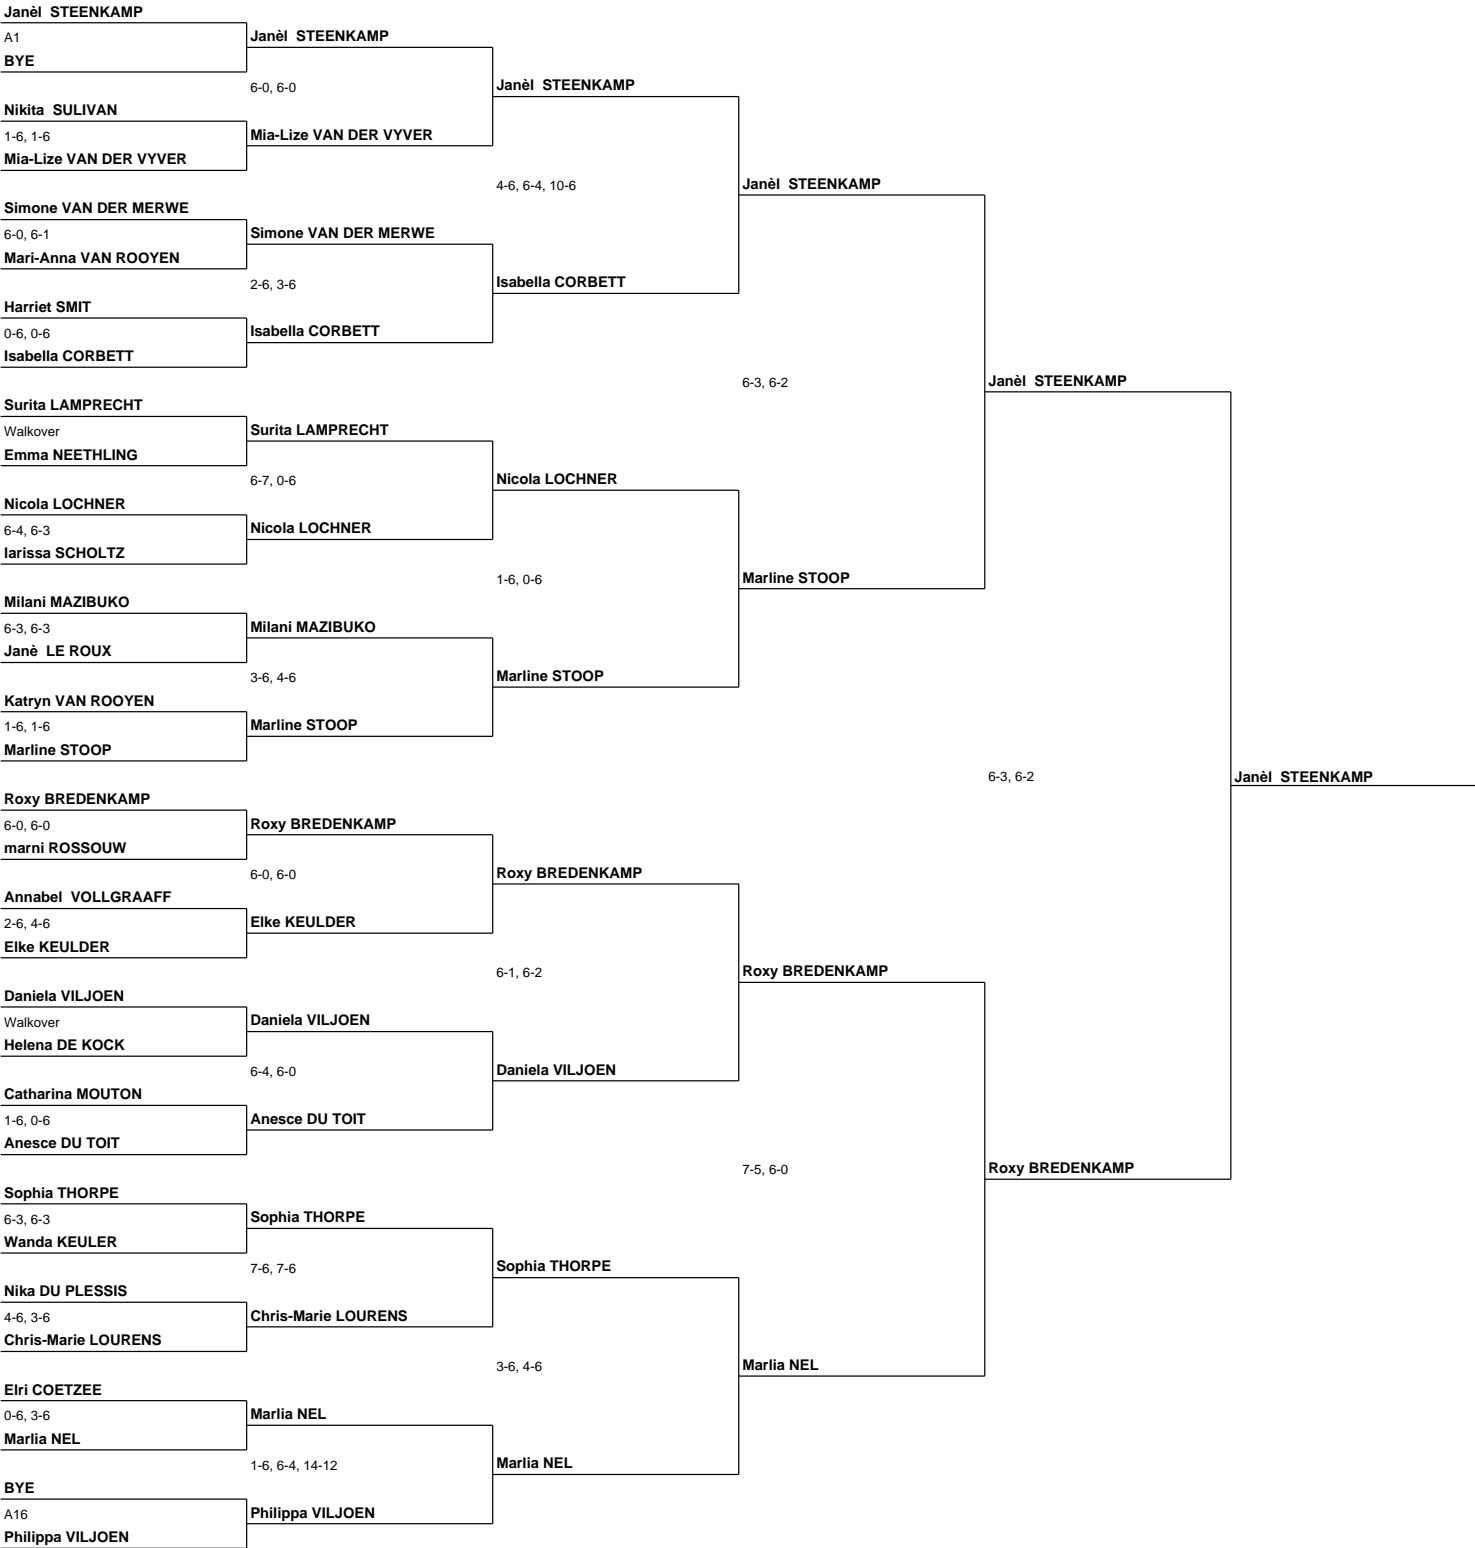 Janèl  STEENKAMP
A1
BYE
Nikita  SULIVAN
1-6, 1-6
Mia-Lize VAN DER VYVER
Simone VAN DER MERWE
6-0, 6-1
Mari-Anna VAN ROOYEN
Harriet SMIT
0-6, 0-6
Isabella CORBETT
Surita LAMPRECHT
Walkover
Emma NEETHLING
Nicola LOCHNER
6-4, 6-3
larissa SCHOLTZ
Milani MAZIBUKO
6-3, 6-3
Janè  LE ROUX
Katryn VAN ROOYEN
1-6, 1-6
Marline STOOP
Roxy BREDENKAMP
6-0, 6-0
marni ROSSOUW
Annabel  VOLLGRAAFF
2-6, 4-6
Elke KEULDER
Daniela VILJOEN
Walkover
Helena DE KOCK
Catharina MOUTON
1-6, 0-6
Anesce DU TOIT
Sophia THORPE
6-3, 6-3
Wanda KEULER
Nika DU PLESSIS
4-6, 3-6
Chris-Marie LOURENS
Elri COETZEE
0-6, 3-6
Marlia NEL
BYE
A16
Philippa VILJOEN
Janèl  STEENKAMP
6-0, 6-0
Mia-Lize VAN DER VYVER
Simone VAN DER MERWE
2-6, 3-6
Isabella CORBETT
Surita LAMPRECHT
6-7, 0-6
Nicola LOCHNER
Milani MAZIBUKO
3-6, 4-6
Marline STOOP
Roxy BREDENKAMP
6-0, 6-0
Elke KEULDER
Daniela VILJOEN
6-4, 6-0
Anesce DU TOIT
Sophia THORPE
7-6, 7-6
Chris-Marie LOURENS
Marlia NEL
1-6, 6-4, 14-12
Philippa VILJOEN
Janèl  STEENKAMP
4-6, 6-4, 10-6
Isabella CORBETT
Nicola LOCHNER
1-6, 0-6
Marline STOOP
Roxy BREDENKAMP
6-1, 6-2
Daniela VILJOEN
Sophia THORPE
3-6, 4-6
Marlia NEL
Janèl  STEENKAMP
6-3, 6-2
Marline STOOP
Roxy BREDENKAMP
7-5, 6-0
Marlia NEL
Janèl  STEENKAMP
6-3, 6-2
Roxy BREDENKAMP
Janèl  STEENKAMP